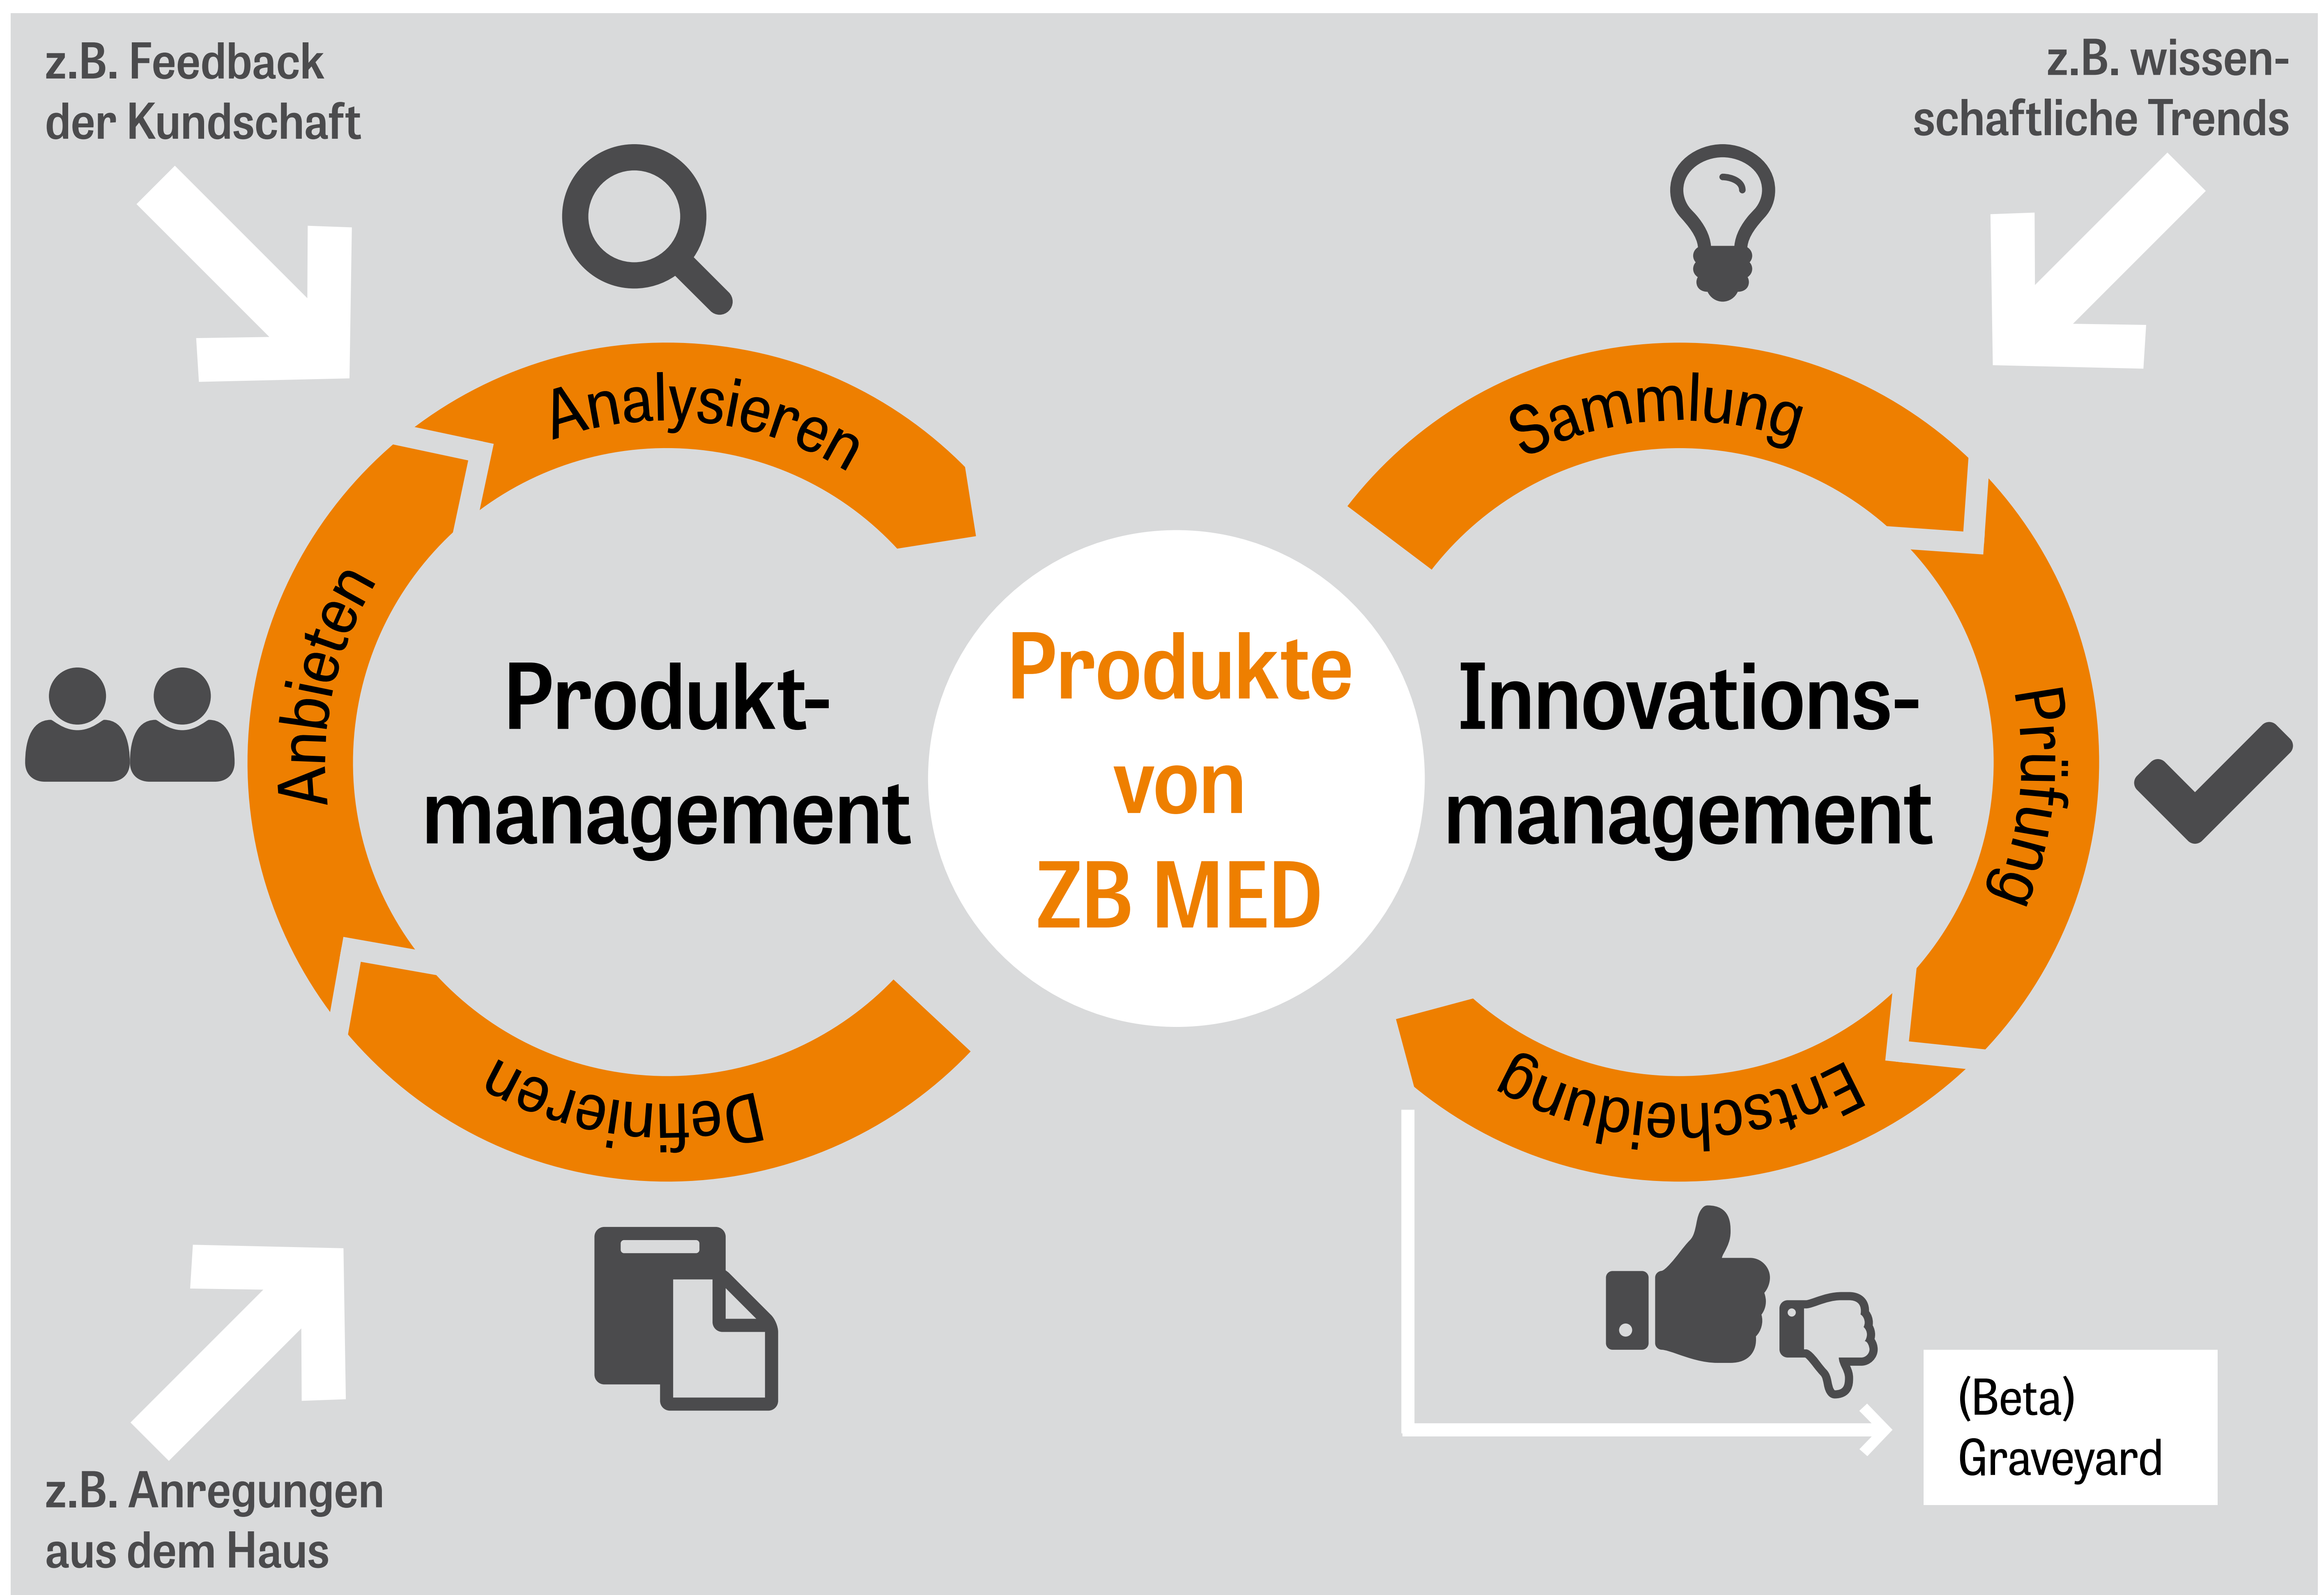 z.B. Feedback
der Kundschaft
z.B. wissen-
schaftliche Trends
Analysieren
Anbieten
Definieren
Produkt-
management
Produkte
von
ZB MED
Innovations-
management
Sammlung
Prüfung
Entscheidung
(Beta)
Graveyard
z.B. Anregungen
aus dem Haus